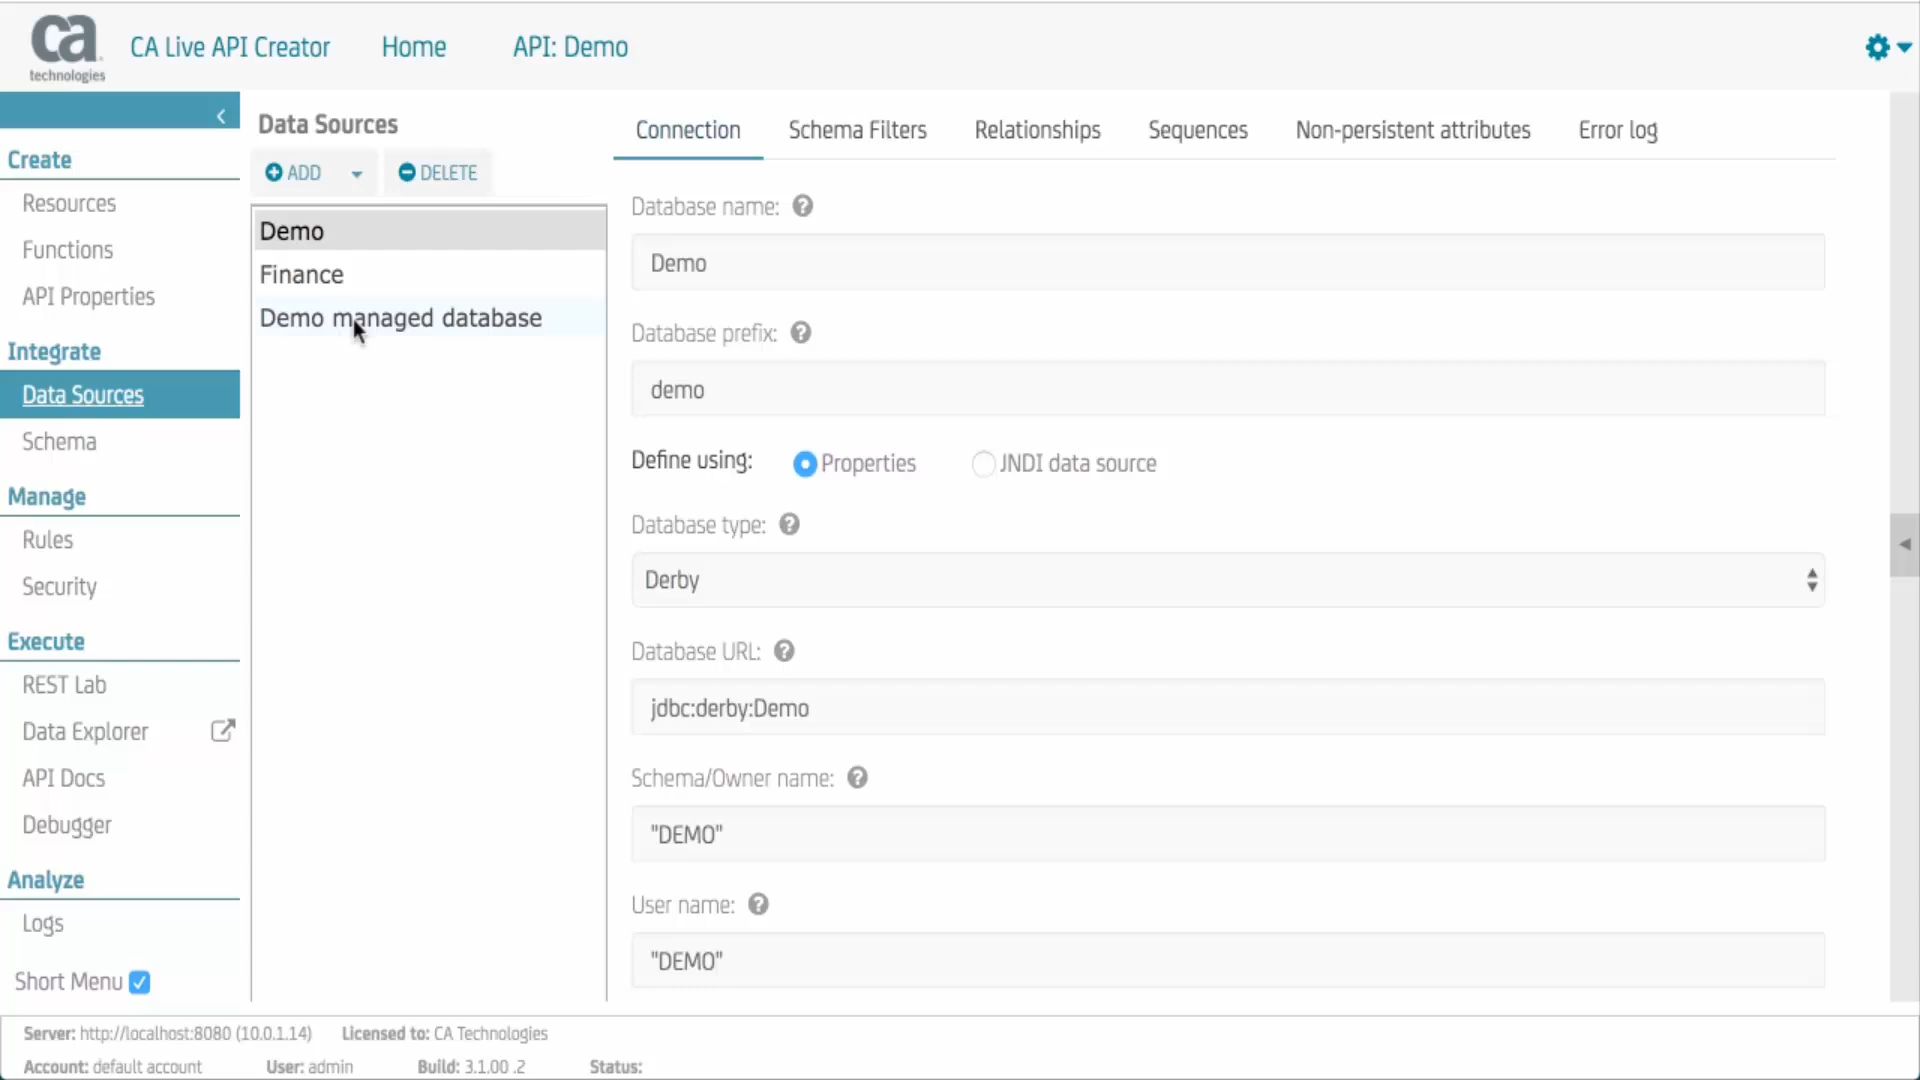 ca
technologies
CA Live API Creator
Home
API: Demo
Create
Resources
Functions
API Properties
Integrate
Data Sources
Schema
Manage
Rules
Security
Execute
REST Lab
Data Explorer
API Docs
Debugger
Analyze
Logs
Short Menu
Data Sources
ADD
DELETE
Demo
Finance
Demo managed database
Connection
Schema Filters
Relationships
Sequences
Non-persistent attributes
Error log
Database name:
Demo
Database prefix:
demo
Define using: Properties JNDI data source
Database type:
Derby
Database URL:
jdbc:derby:Demo
Schema/Owner name:
"DEMO"
User name:
"DEMO"
Server: http://localhost:8080 (10.0.1.14) Licensed to: CA Technologies
Account: default account User: admin Build: 3.1.00 .2 Status: